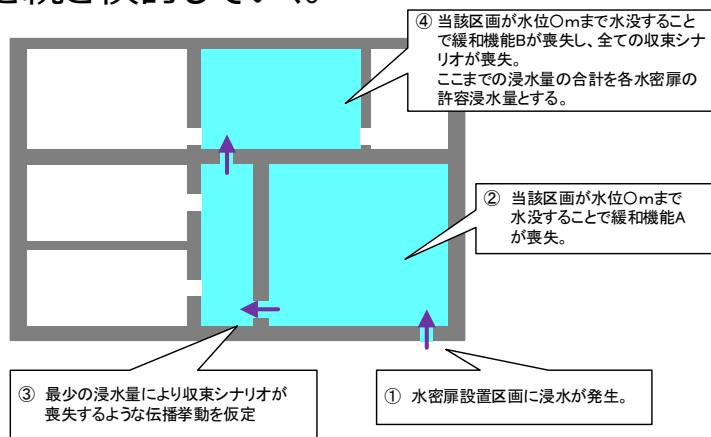 ④ 当該区画が水位〇mまで水没すること
で緩和機能Bが喪失し、全ての収束シナ
リオが喪失。
ここまでの浸水量の合計を各水密扉の
許容浸水量とする。
② 当該区画が水位〇mまで
水没することで緩和機能A
が喪失。
③ 最少の浸水量により収束シナリオが
喪失するような伝播挙動を仮定
① 水密扉設置区画に浸水が発生。